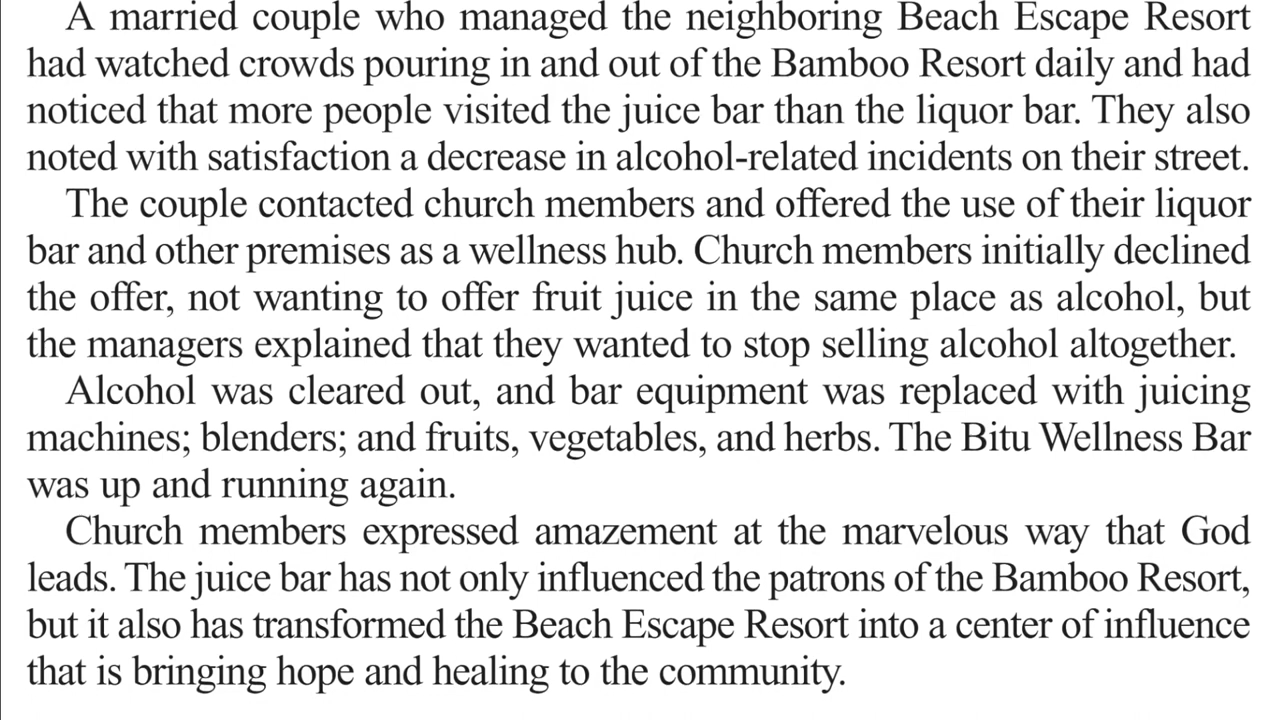 A married couple who managed the neighboring Beach Escape Resort
had watched crowds pouring in and out of the Bamboo Resort daily and had
noticed that more people visited the juice bar than the liquor bar. They also
noted with satisfaction a decrease in alcohol-related incidents on their street.
The couple contacted church members and offered the use of their liquor
bar and other premises as a wellness hub. Church members initially declined
the offer, not wanting to offer fruit juice in the same place as alcohol, but
the managers explained that they wanted to stop selling alcohol altogether.
Alcohol was cleared out, and bar equipment was replaced with juicing
machines; blenders; and fruits, vegetables, and herbs. The Bitu Wellness Bar
was up and running again.
Church members expressed amazement at the marvelous way that God
leads. The juice bar has not only influenced the patrons of the Bamboo Resort,
but it also has transformed the Beach Escape Resort into a center of influence
that is bringing hope and healing to the community.